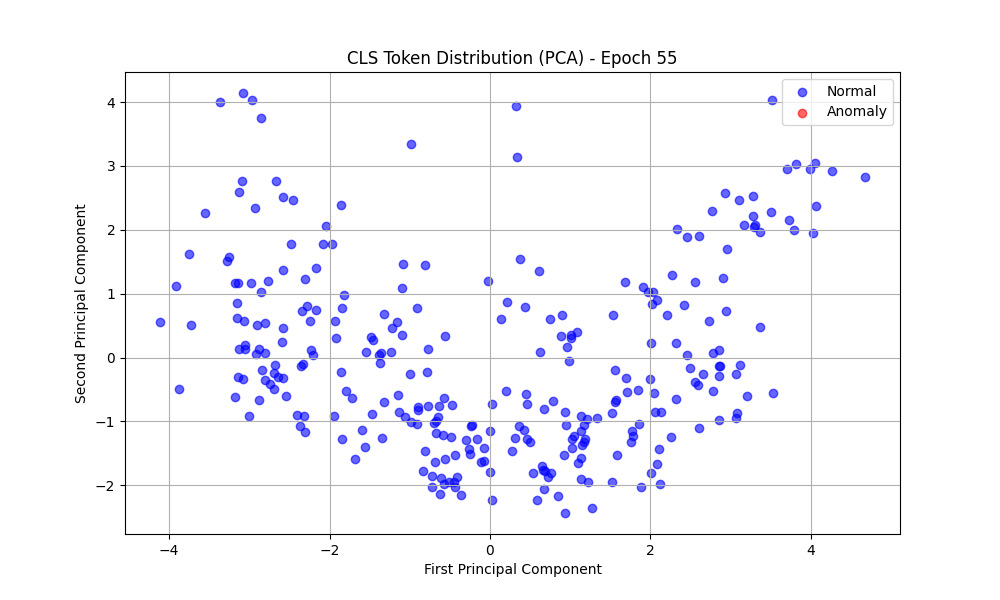 CLS Token Distribution (PCA) - Epoch 55
Normal
Anomaly
4
3
2
1
0
−1
−2
Second Principal Component
−4
−2
0
2
4
First Principal Component